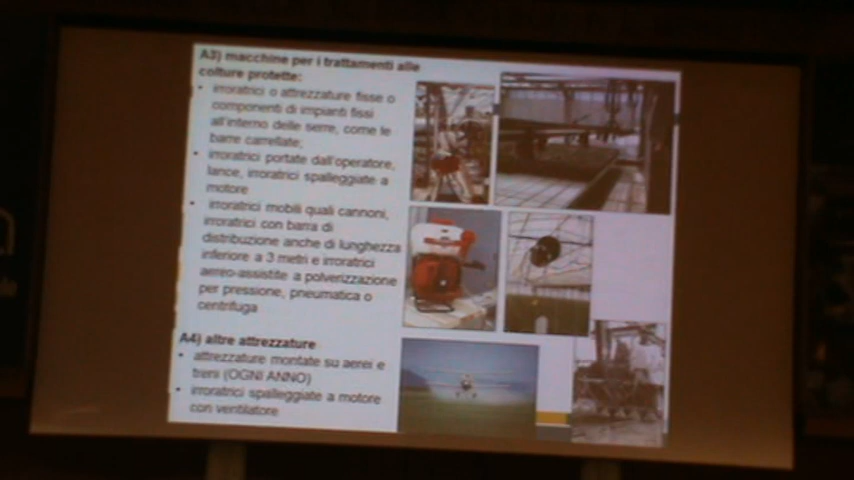 A3) macchine per i trattamenti alle
colture protette:
• irroratrici o attrezzature fisse o
componenti di impianti fissi
all'interno delle serre, come le
barre carrellate;
• irroratrici portate dall'operatore,
lance, irroratrici spalleggiate a
motore
• irroratrici mobili quali cannoni,
irroratrici con barra di
distribuzione anche di lunghezza
inferiore a 3 metri e irroratrici
aereo-assistite a polverizzazione
per pressione, pneumatica o
centrifuga
A4) altre attrezzature
• attrezzature montate su aerei e
treni (OGNI ANNO)
• irroratrici spalleggiate a motore
con ventilatore